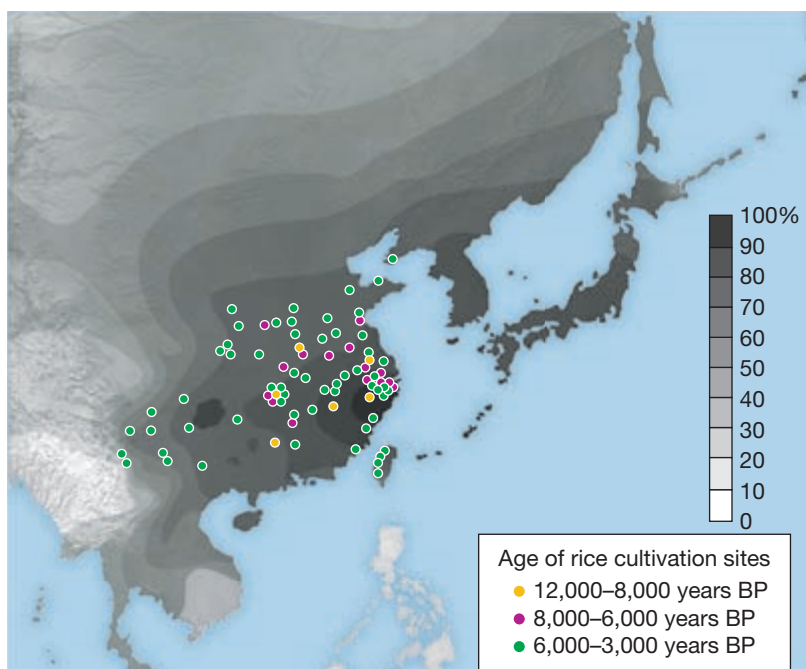 100%
90
80
70
60
50
40
30
20
10
0
Age of rice cultivation sites
12,000–8,000 years BP
8,000–6,000 years BP
6,000–3,000 years BP